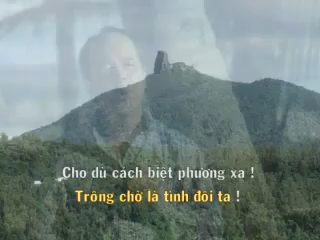 Cho dù cách biệt phương xa !
Trông chờ là tình đôi ta !